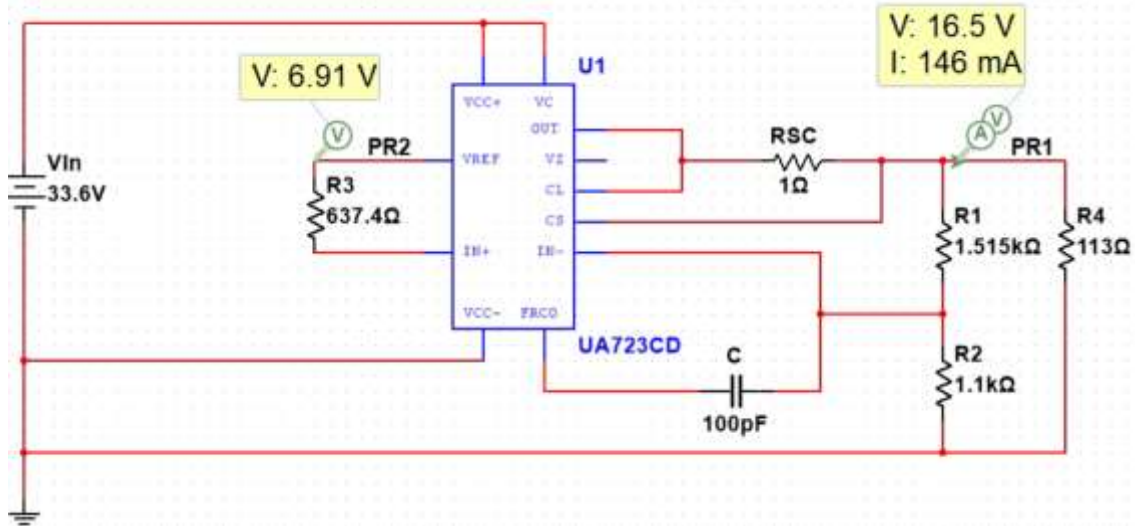 V: 16.5 V
I: 146 mA
V: 6.91 V
U1
VCC+
VC
OUT
VREF
VZ
CL
CS
IN+
IN-
VCC-
FRCO
UA723CD
V
PR2
R3
637.4Ω
VIn
33.6V
RSC
1Ω
A
V
PR1
R1
1.515kΩ
R4
113Ω
R2
1.1kΩ
C
100pF